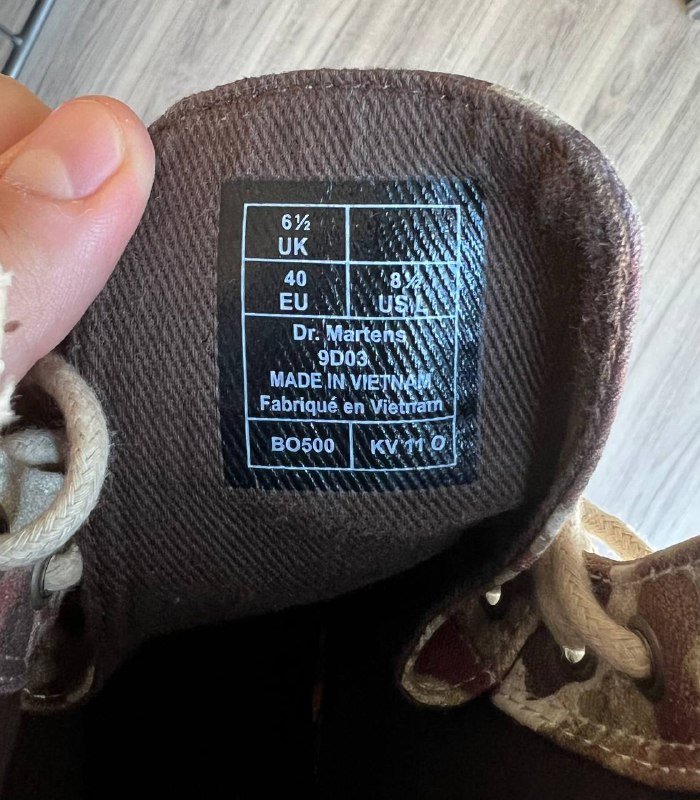 6½
UK
40
EU
8½
US L
Dr. Martens
9D03
MADE IN VIETNAM
Fabriqué en Vietnam
BO500
KV 11 O